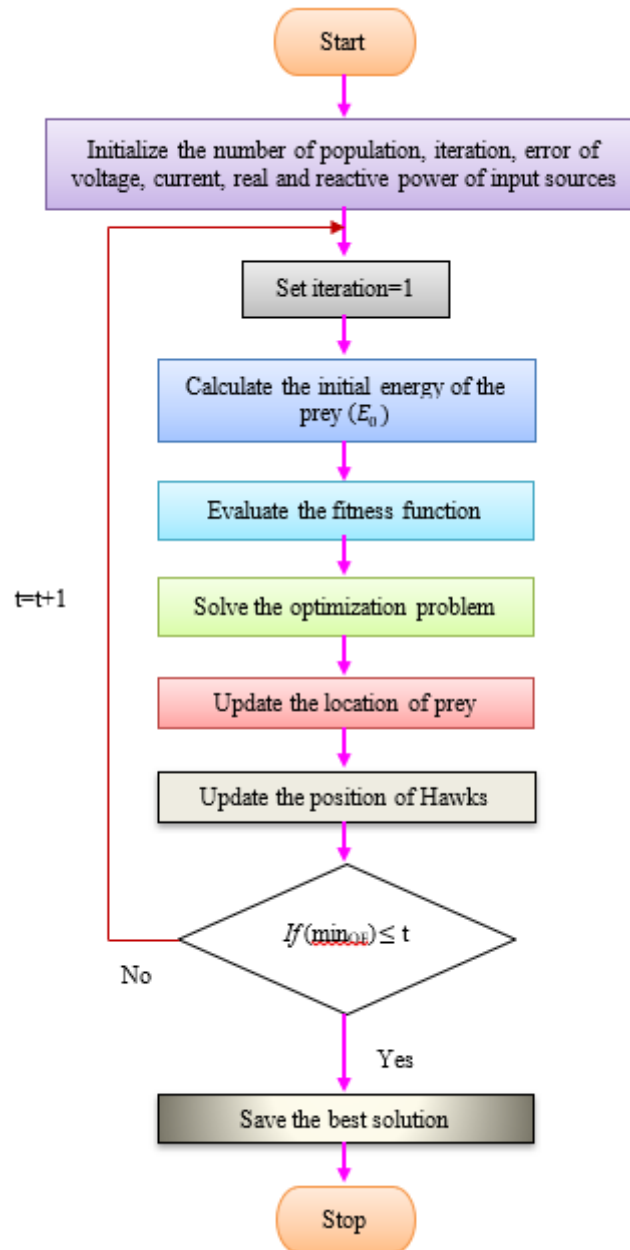 Start
Initialize the number of population, iteration, error of
voltage, current, real and reactive power of input sources
Set iteration=1
Calculate the initial energy of the
prey (E₀)
Evaluate the fitness function
t=t+1
Solve the optimization problem
Update the location of prey
Update the position of Hawks
If (min_OF) ≤ t
No
Yes
Save the best solution
Stop